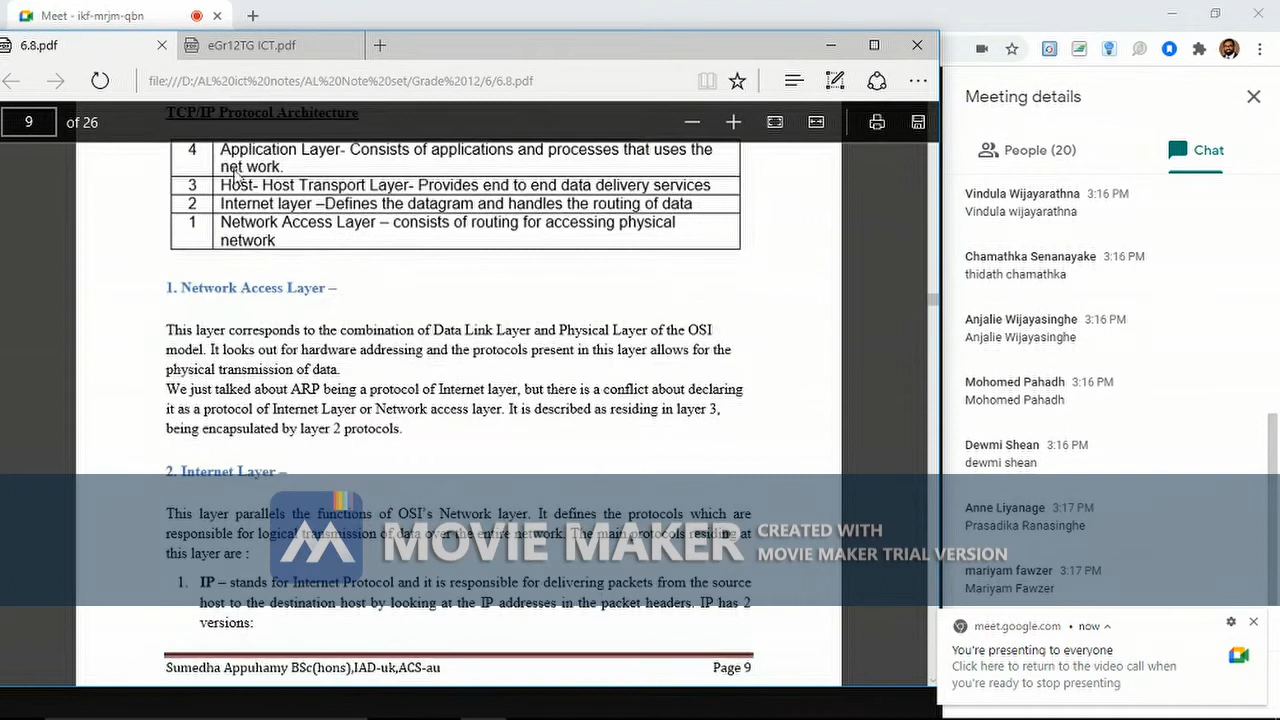 Meet - ikf-mrjm-qbn
6.8.pdf
eGr12TG ICT.pdf
file:///D:/AL%20ict%20notes/AL%20Note%20set/Grade%2012/6/6.8.pdf
9 of 26
TCP/IP Protocol Architecture
4 Application Layer- Consists of applications and processes that uses the
net work.
3 Host- Host Transport Layer- Provides end to end data delivery services
2 Internet layer –Defines the datagram and handles the routing of data
1 Network Access Layer – consists of routing for accessing physical
network
1. Network Access Layer –
This layer corresponds to the combination of Data Link Layer and Physical Layer of the OSI
model. It looks out for hardware addressing and the protocols present in this layer allows for the
physical transmission of data.
We just talked about ARP being a protocol of Internet layer, but there is a conflict about declaring
it as a protocol of Internet Layer or Network access layer. It is described as residing in layer 3,
being encapsulated by layer 2 protocols.
2. Internet Layer –
This layer parallels the functions of OSI's Network layer. It defines the protocols which are
responsible for logical transmission of data over the entire network. The main protocols residing at
this layer are :
1. IP – stands for Internet Protocol and it is responsible for delivering packets from the source
host to the destination host by looking at the IP addresses in the packet headers. IP has 2
versions:
Sumedha Appuhamy BSc(hons),IAD-uk,ACS-au Page 9
MOVIE MAKER
CREATED WITH
MOVIE MAKER TRIAL VERSION
Meeting details
People (20)
Chat
Vindula Wijayarathna 3:16 PM
Vindula wijayarathna
Chamathka Senanayake 3:16 PM
thidath chamathka
Anjalie Wijayasinghe 3:16 PM
Anjalie Wijayasinghe
Mohomed Pahadh 3:16 PM
Mohomed Pahadh
Dewmi Shean 3:16 PM
dewmi shean
Anne Liyanage 3:17 PM
Prasadika Ranasinghe
mariyam fawzer 3:17 PM
Mariyam Fawzer
meet.google.com • now
You're presenting to everyone
Click here to return to the video call when
you're ready to stop presenting